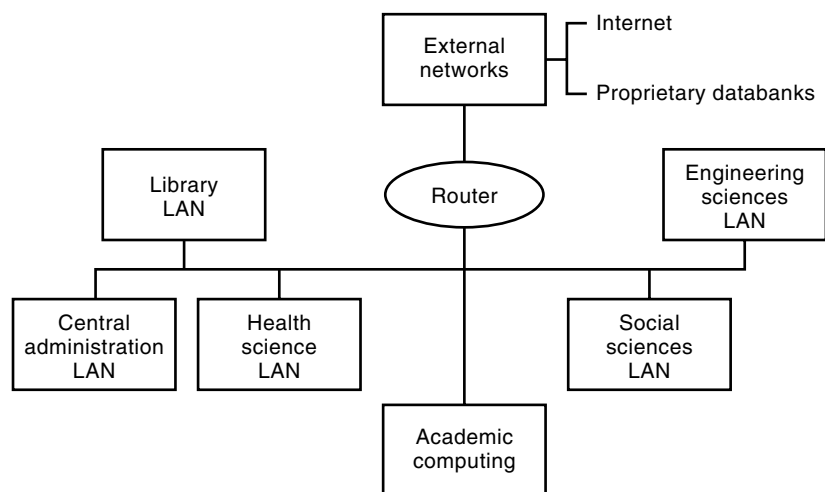 External
networks
Internet
Proprietary databanks
Library
LAN
Router
Engineering
sciences
LAN
Central
administration
LAN
Health
science
LAN
Social
sciences
LAN
Academic
computing